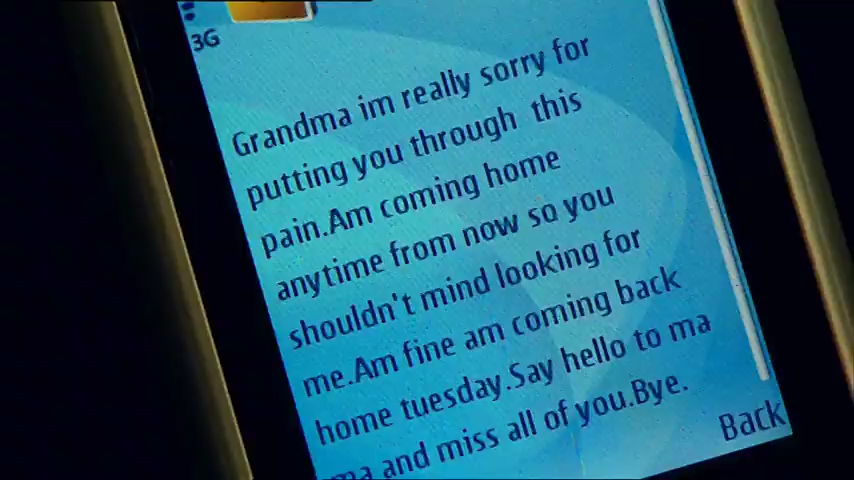 3G
Grandma im really sorry for
putting you through this
pain.Am coming home
anytime from now so you
shouldn't mind looking for
me.Am fine am coming back
home tuesday.Say hello to ma
ma and miss all of you.Bye.
Back